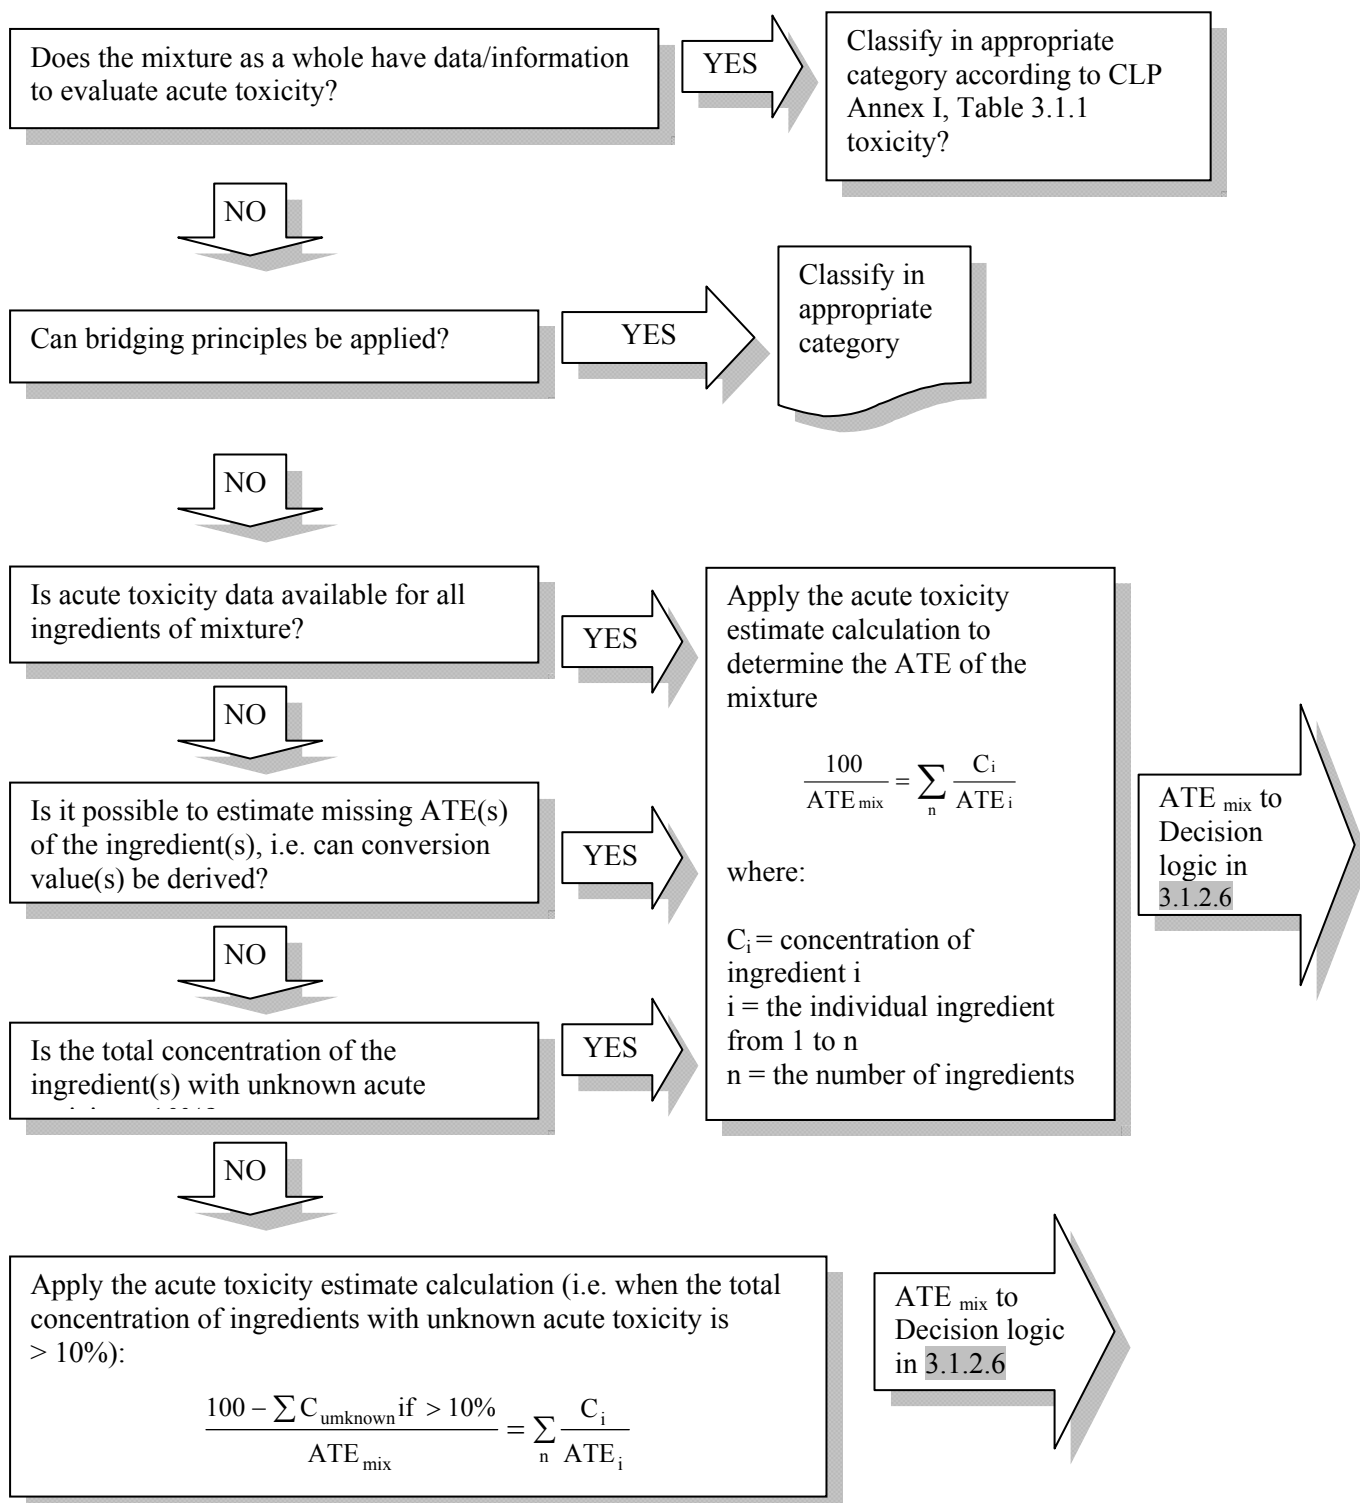 Does the mixture as a whole have data/information
to evaluate acute toxicity?
YES
Classify in appropriate
category according to CLP
Annex I, Table 3.1.1
toxicity?
NO
Can bridging principles be applied?
YES
Classify in
appropriate
category
NO
Is acute toxicity data available for all
ingredients of mixture?
YES
NO
Is it possible to estimate missing ATE(s)
of the ingredient(s), i.e. can conversion
value(s) be derived?
YES
NO
Is the total concentration of the
ingredient(s) with unknown acute
YES
NO
Apply the acute toxicity
estimate calculation to
determine the ATE of the
mixture
100 / ATE mix = ∑ n Ci / ATE i
where:
Ci = concentration of
ingredient i
i = the individual ingredient
from 1 to n
n = the number of ingredients
ATE mix to
Decision
logic in
3.1.2.6
Apply the acute toxicity estimate calculation (i.e. when the total
concentration of ingredients with unknown acute toxicity is
> 10%):
100 − ∑ C umknown if > 10% / ATE mix = ∑ n Ci / ATE i
ATE mix to
Decision logic
in 3.1.2.6